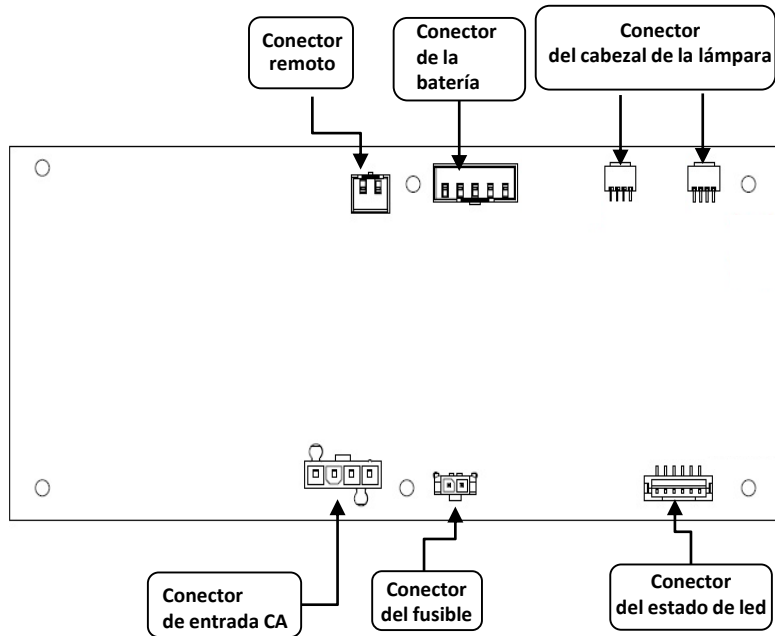 Conector
remoto
Conector
de la
batería
Conector
del cabezal de la lámpara
Conector
de entrada CA
Conector
del fusible
Conector
del estado de led